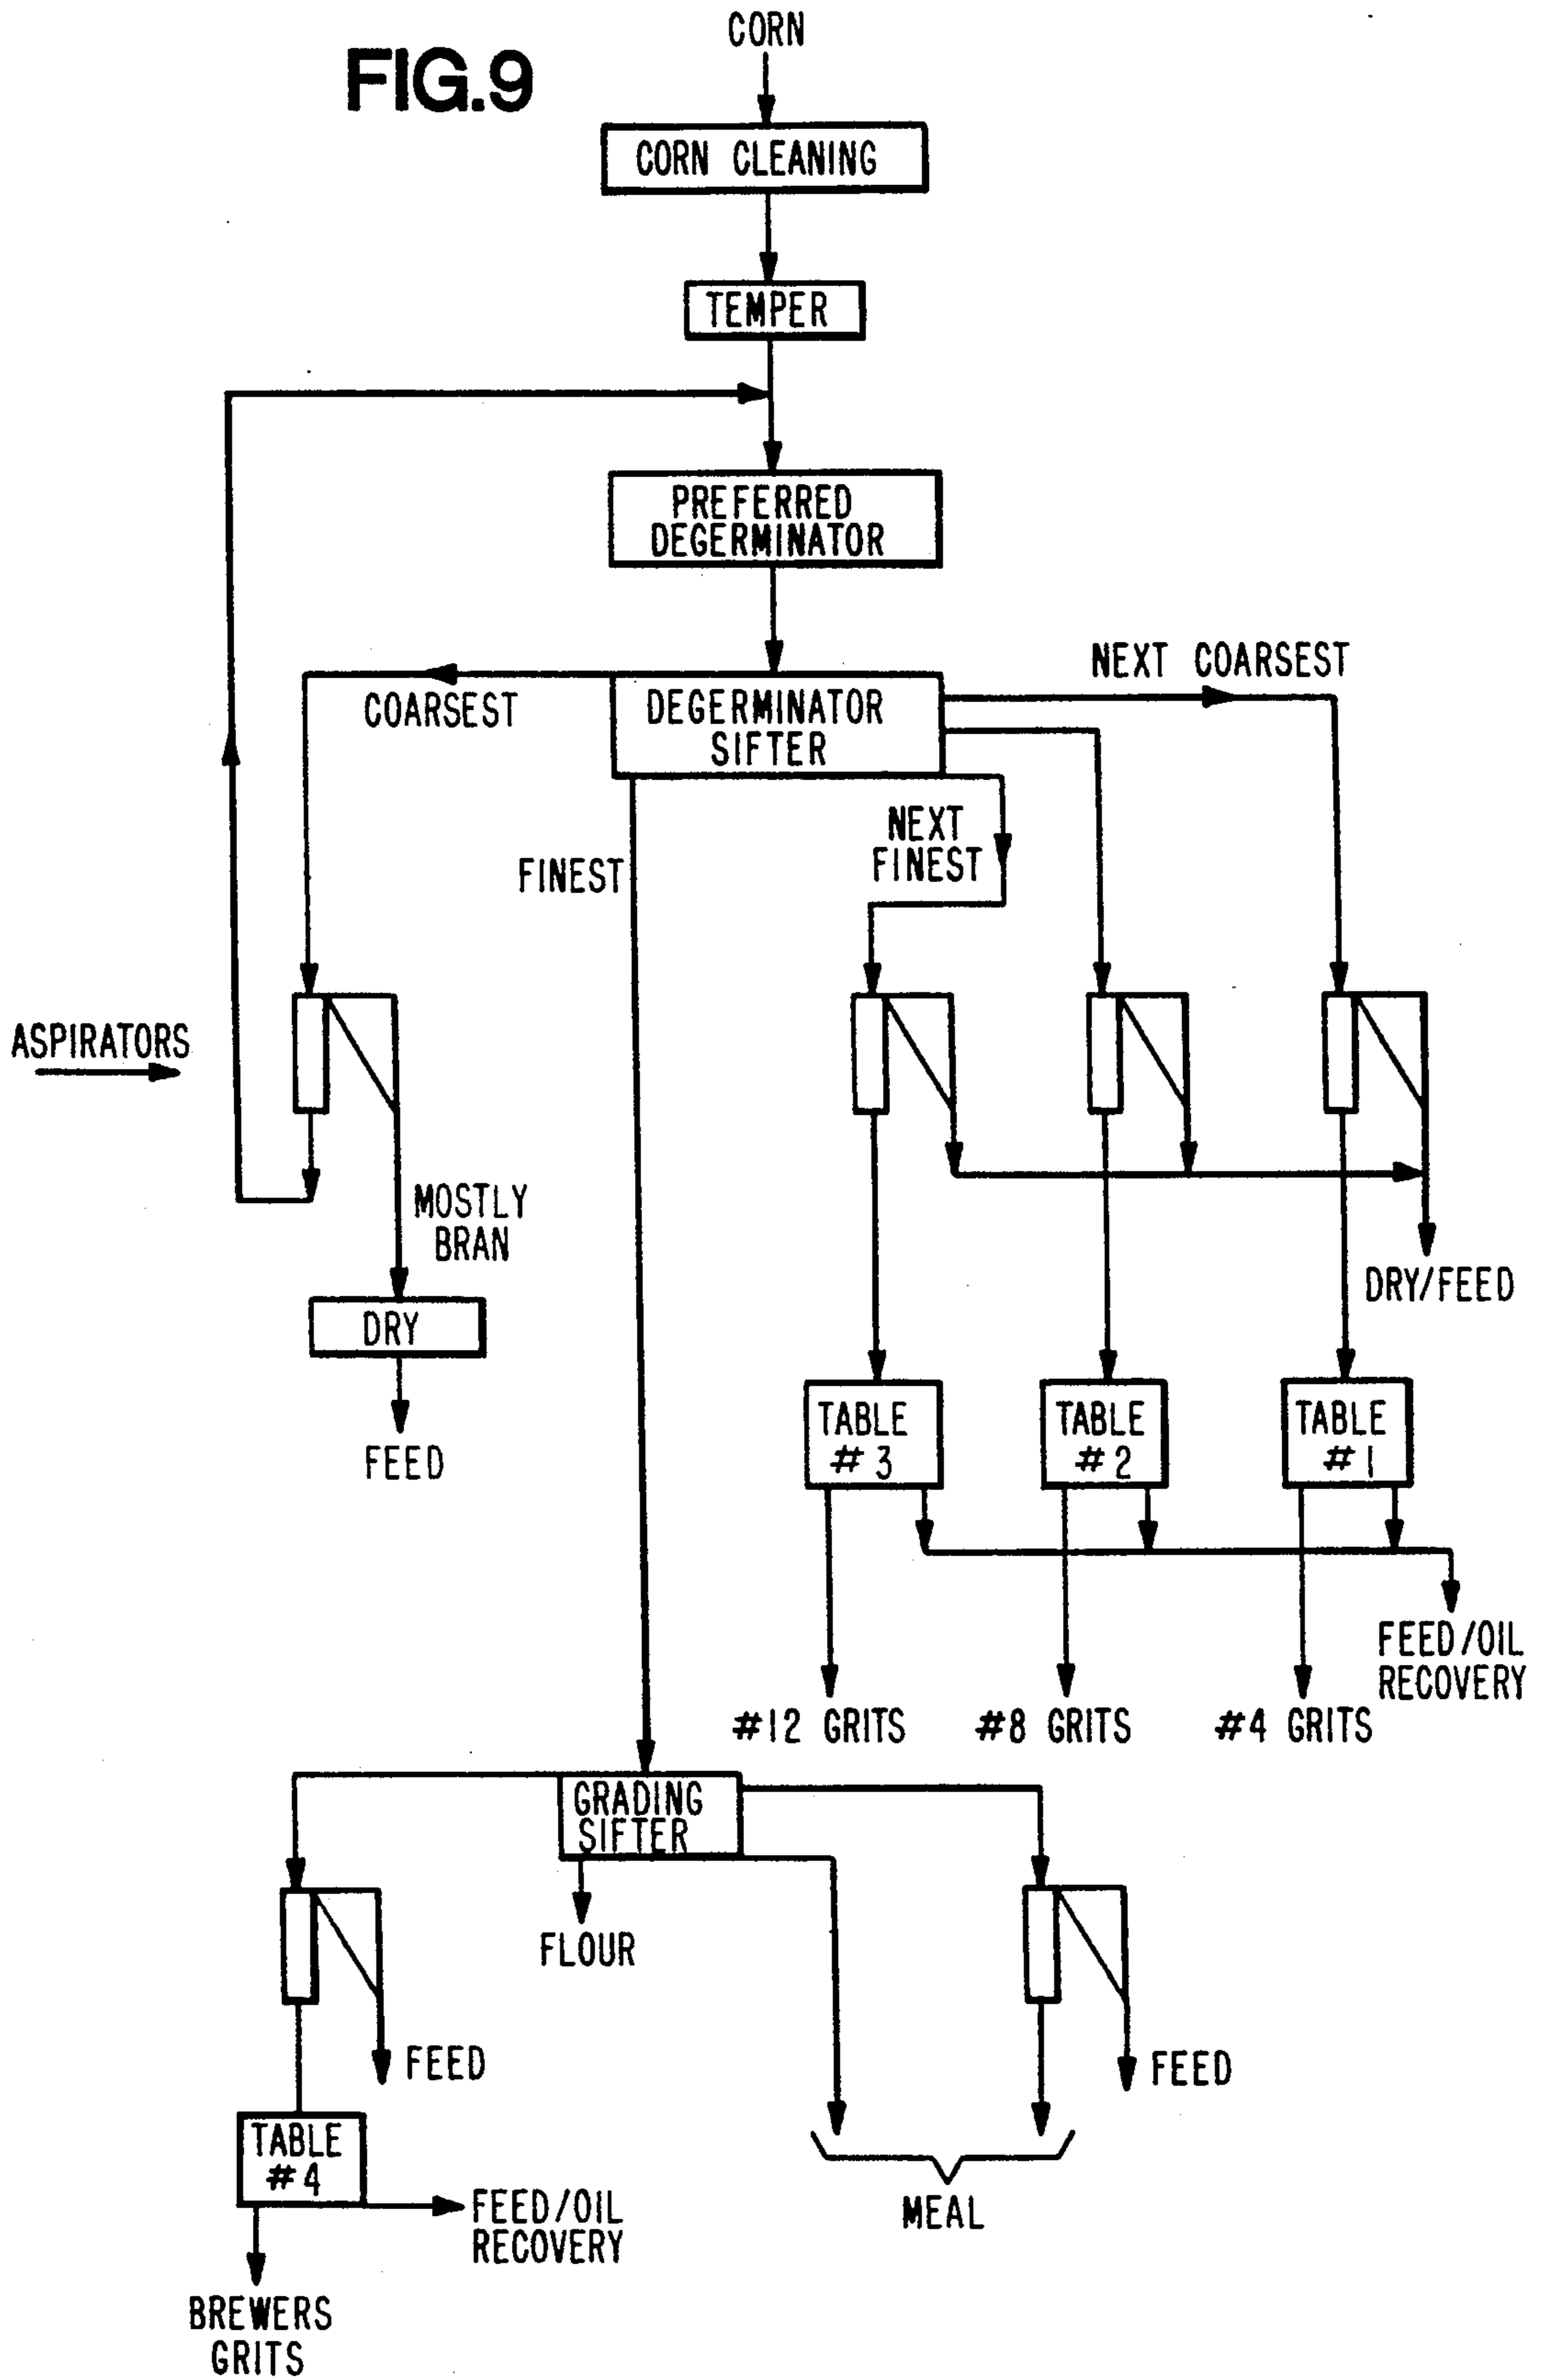 FIG.9
CORN
CORN CLEANING
TEMPER
PREFERRED
DEGERMINATOR
NEXT COARSEST
COARSEST
DEGERMINATOR
SIFTER
NEXT
FINEST
FINEST
ASPIRATORS
MOSTLY
BRAN
DRY/FEED
DRY
FEED
TABLE
#3
TABLE
#2
TABLE
#1
FEED/OIL
RECOVERY
#12 GRITS
#8 GRITS
#4 GRITS
GRADING
SIFTER
FLOUR
FEED
FEED
TABLE
#4
FEED/OIL
RECOVERY
MEAL
BREWERS
GRITS